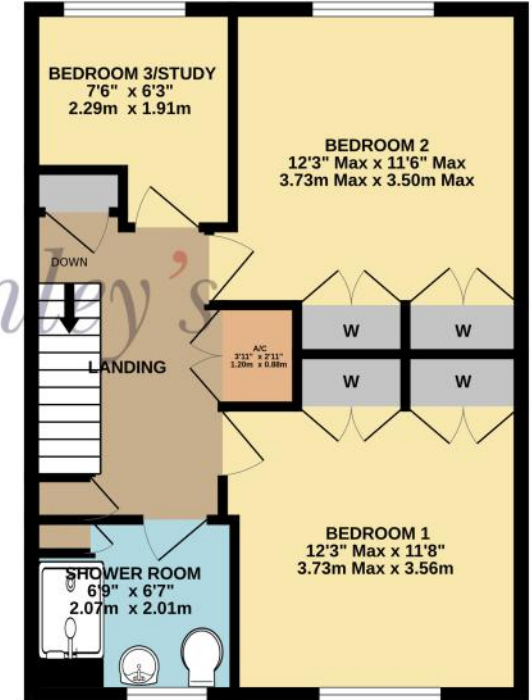 BEDROOM 3/STUDY
7'6" x 6'3"
2.29m x 1.91m
BEDROOM 2
12'3" Max x 11'6" Max
3.73m Max x 3.50m Max
DOWN
LANDING
A/C
3'11" x 2'11"
1.20m x 0.88m
W
W
W
W
BEDROOM 1
12'3" Max x 11'8"
3.73m Max x 3.56m
SHOWER ROOM
6'9" x 6'7"
2.07m x 2.01m